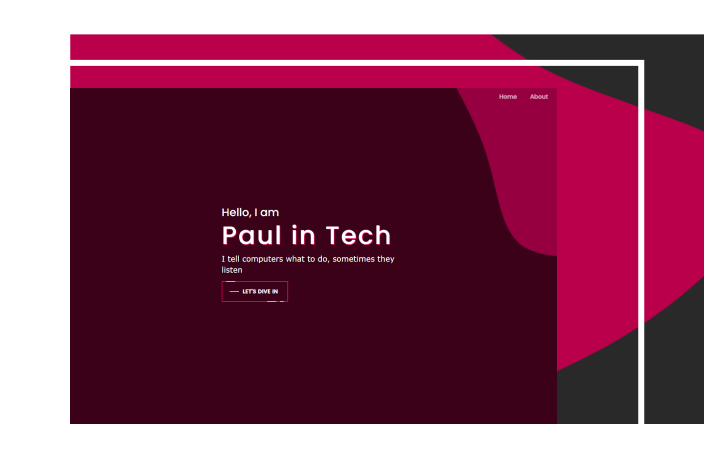 Home About
Hello, I am
Paul in Tech
I tell computers what to do, sometimes they
listen
LET'S DIVE IN